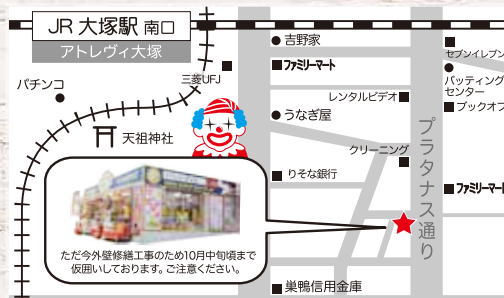 JR 大塚駅 南口
アトレヴィ大塚
吉野家
セブンイレブン
三菱UFJ
ファミリーマート
バッティング
センター
パチンコ
レンタルビデオ
ブックオフ
うなぎ屋
天祖神社
プラタナス通り
クリーニング
りそな銀行
ファミリーマー
ただ今外壁修繕工事のため10月中旬頃まで
仮囲いしております。ご注意ください。
巣鴨信用金庫